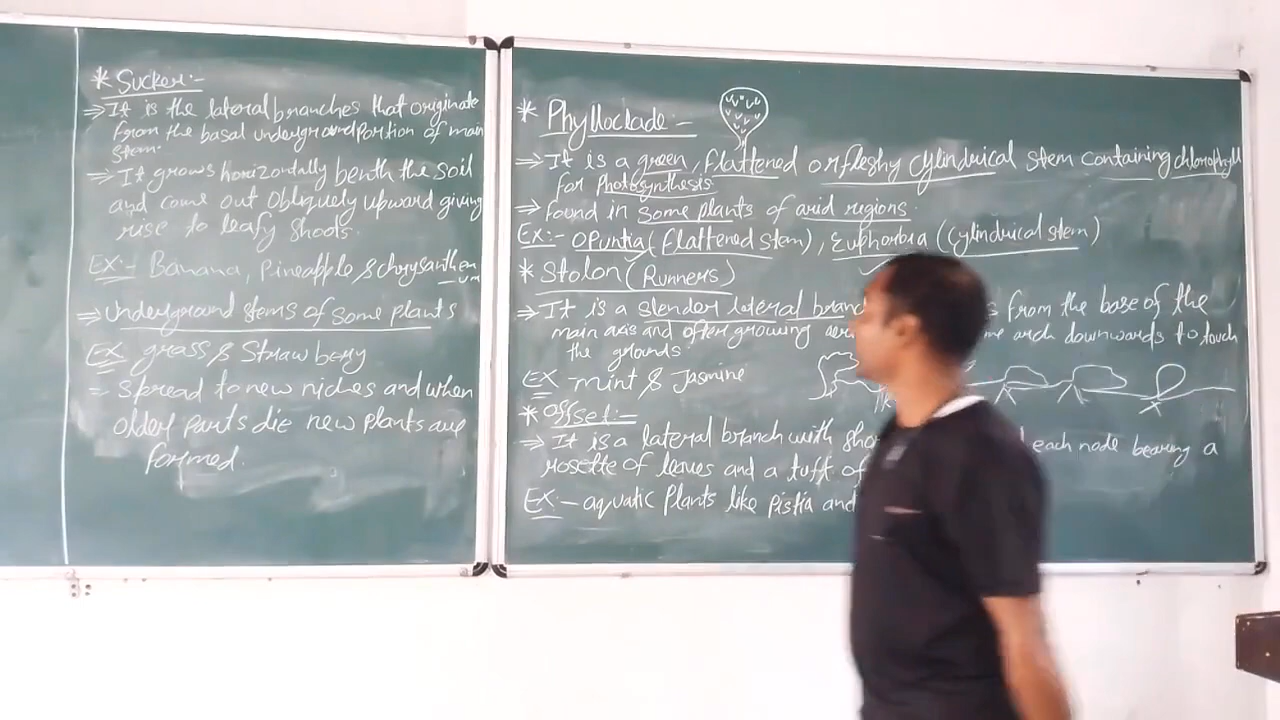 * Sucker:-
⇒ It is the lateral branches that originate
from the basal underground portion of main
stem.
⇒ It grows horizontally benth the soil
and come out obliquely upward giving
rise to leafy shoots.
EX:- Banana, pineapple & chrysanthem
um
⇒ Underground stems of some plants
EX grass & Straw bery
= spread to new niches and when
older parts die new plants are
formed.
* Phylloclade:-
⇒ It is a green, flattened or fleshy cylindrical stem containing chlorophyll
for photosynthesis
⇒ found in some plants of arid regions.
EX:- Opuntia (flattened stem), Euphorbia (cylindrical stem)
* Stolon (Runners)
⇒ It is a slender lateral from the base of the
main axis and often growing arch downwards to touch
the grounds.
EX - mint & Jasmine
* Offset:-
⇒ It is a lateral branch with each node bearing a
rosette of leaves and a tuft of
EX:- aquatic plants like pistia and